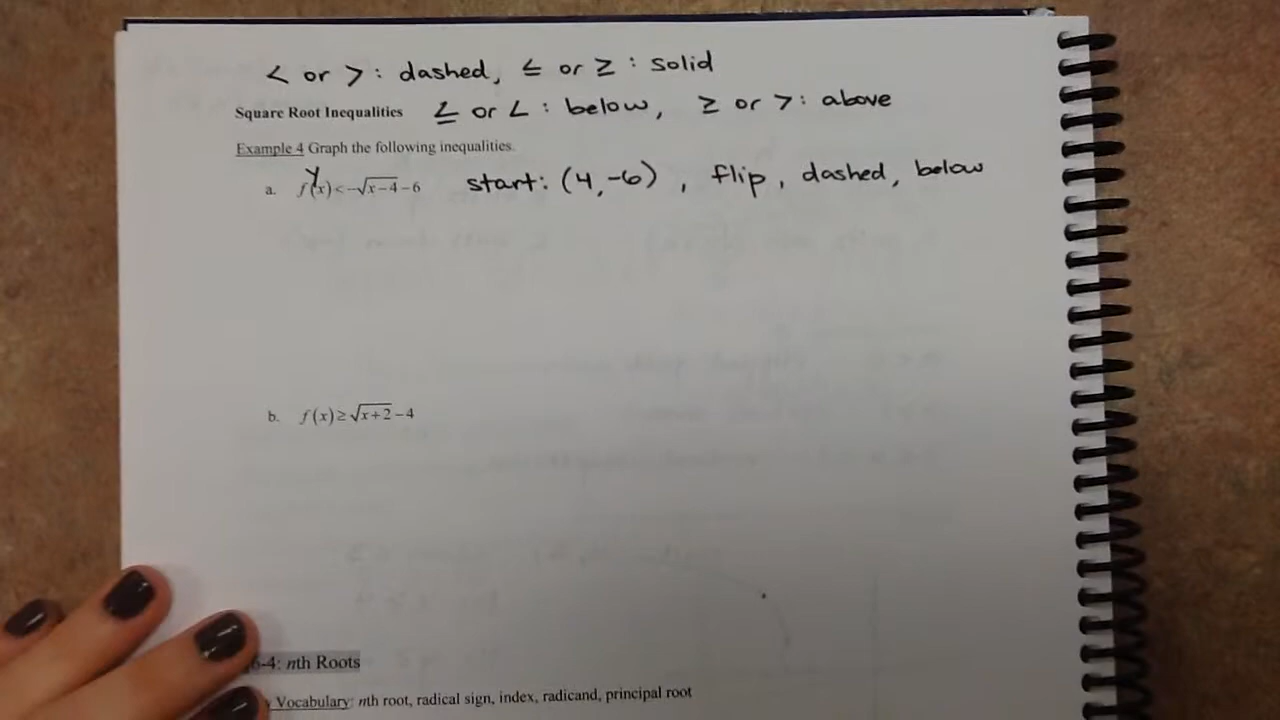 < or > : dashed, ≤ or ≥ : solid
Square Root Inequalities ≤ or < : below, ≥ or > : above
Example 4 Graph the following inequalities.
a. f(x) < -√x-4 - 6 y start: (4,-6) , flip, dashed, below
b. f(x) ≥ √x+2 - 4
6-4: nth Roots
Vocabulary: nth root, radical sign, index, radicand, principal root